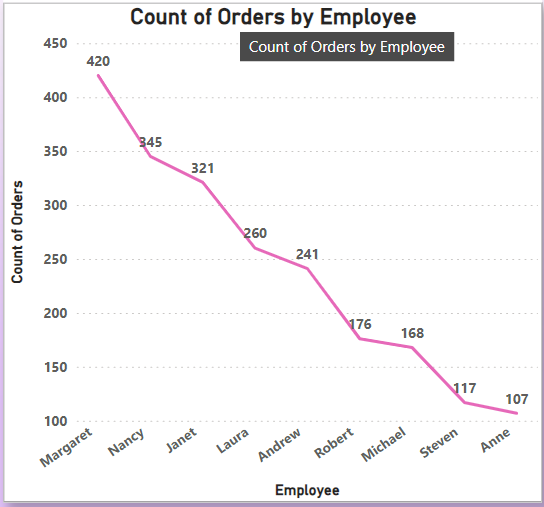 Count of Orders by Employee
Count of Orders by Employee
Count of Orders
450
400
350
300
250
200
150
100
420
345
321
260
241
176
168
117
107
Margaret
Nancy
Janet
Laura
Andrew
Robert
Michael
Steven
Anne
Employee